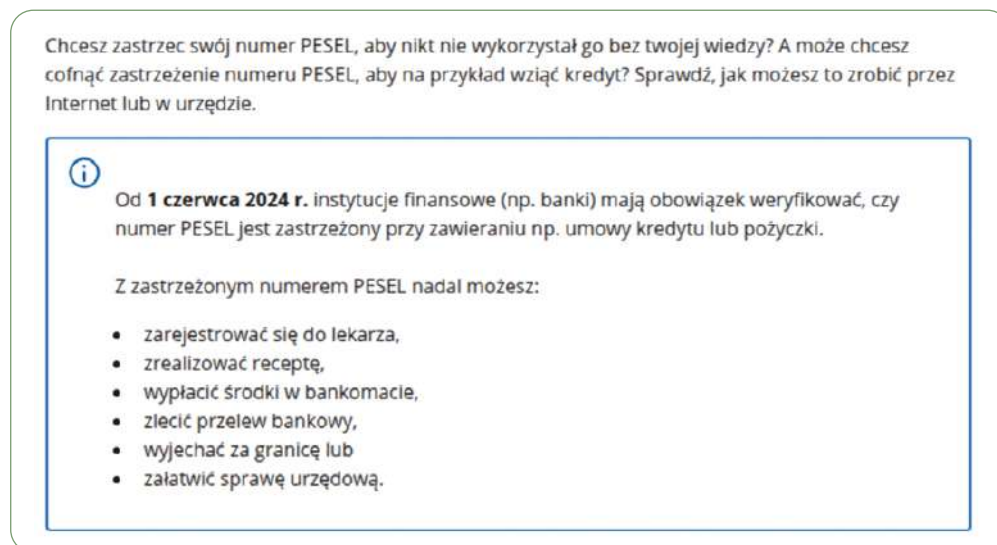 Chcesz zastrzec swój numer PESEL, aby nikt nie wykorzystał go bez twojej wiedzy? A może chcesz
cofnąć zastrzeżenie numeru PESEL, aby na przykład wziąć kredyt? Sprawdź, jak możesz to zrobić przez
Internet lub w urzędzie.
Od 1 czerwca 2024 r. instytucje finansowe (np. banki) mają obowiązek weryfikować, czy
numer PESEL jest zastrzeżony przy zawieraniu np. umowy kredytu lub pożyczki.
Z zastrzeżonym numerem PESEL nadal możesz:
• zarejestrować się do lekarza,
• zrealizować receptę,
• wypłacić środki w bankomacie,
• zlecić przelew bankowy,
• wyjechać za granicę lub
• załatwić sprawę urzędową.